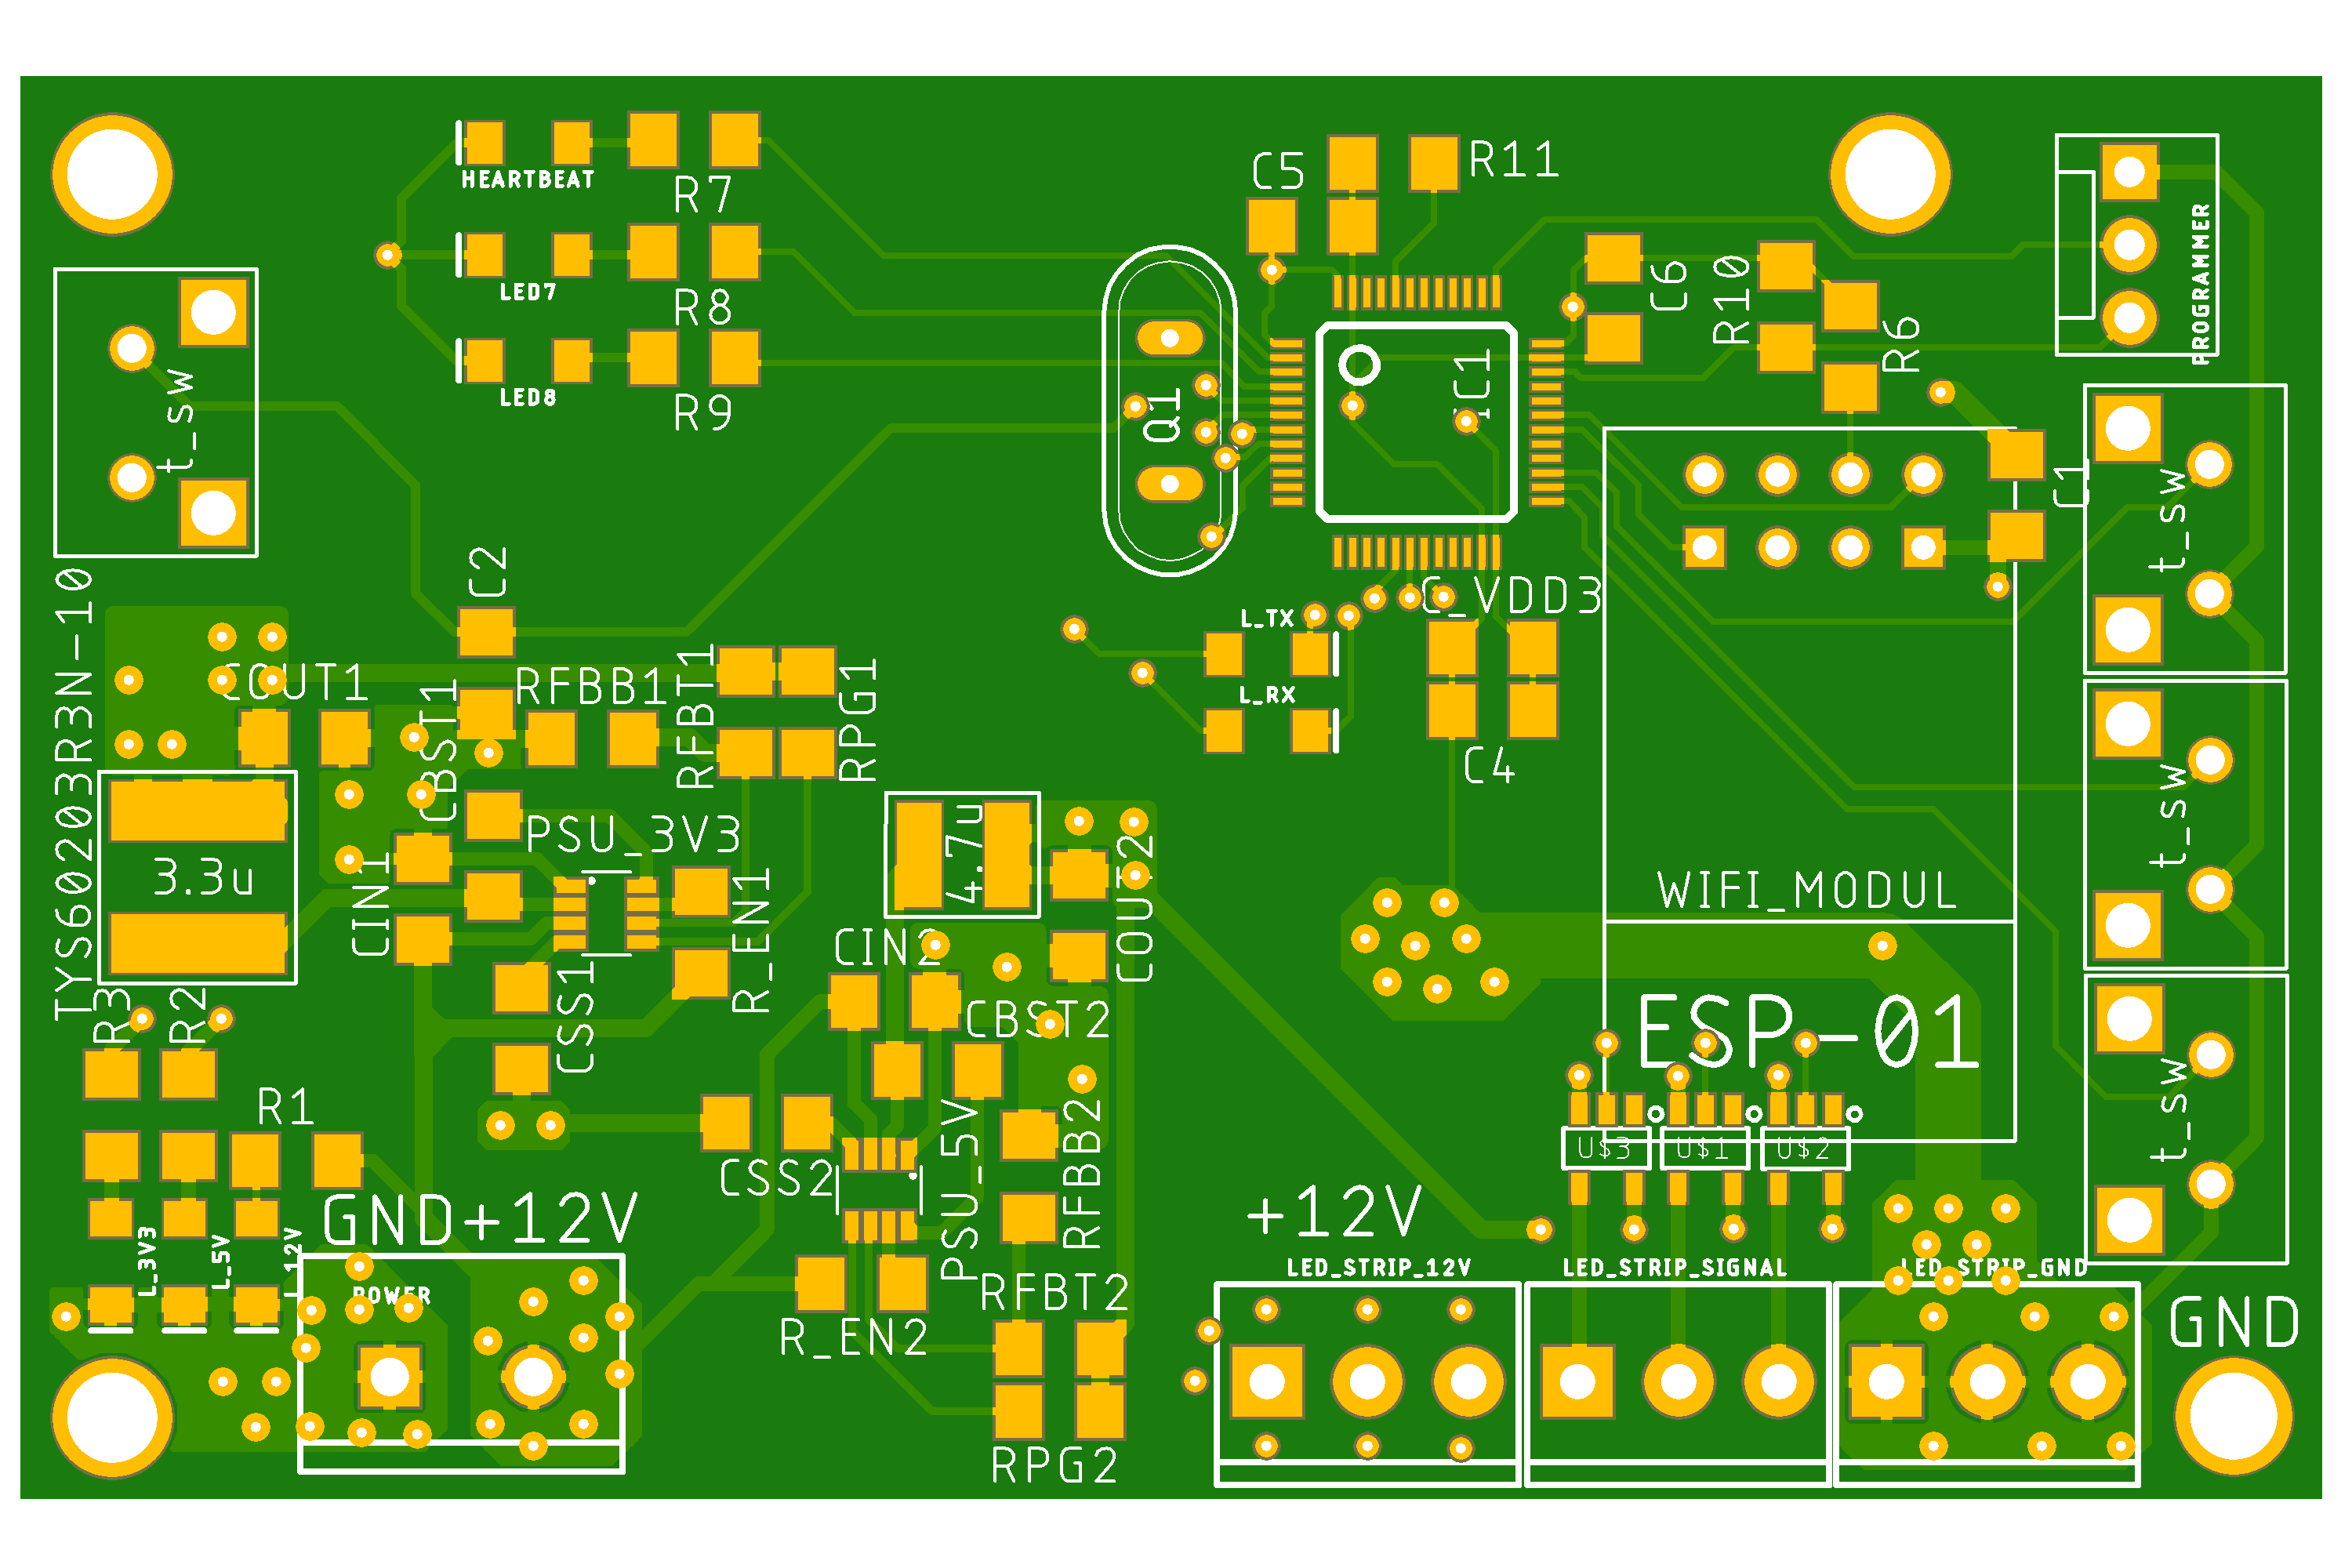 HEARTBEAT
R7
LED7
R8
LED8
R9
C5
R11
C6
R10
R6
PROGRAMMER
t_sw
Q1
IC1
C1
t_sw
C2
L_TX
C_VDD3
TYS60203R3N-10
COUT1
CBST1
RFBB1
RFBT1
RPG1
L_RX
C4
t_sw
PSU_3V3
3.3u
CIN1
R_EN1
4.7u
COUT2
CIN2
WIFI_MODUL
R3
R2
CSS1
CBST2
ESP-01
R1
t_sw
CSS2
PSU_5V
RFBB2
U$3
U$1
U$2
GND+12V
+12V
L_3V3
L_5V
L_12V
POWER
LED_STRIP_12V
LED_STRIP_SIGNAL
LED_STRIP_GND
RFBT2
R_EN2
GND
RPG2